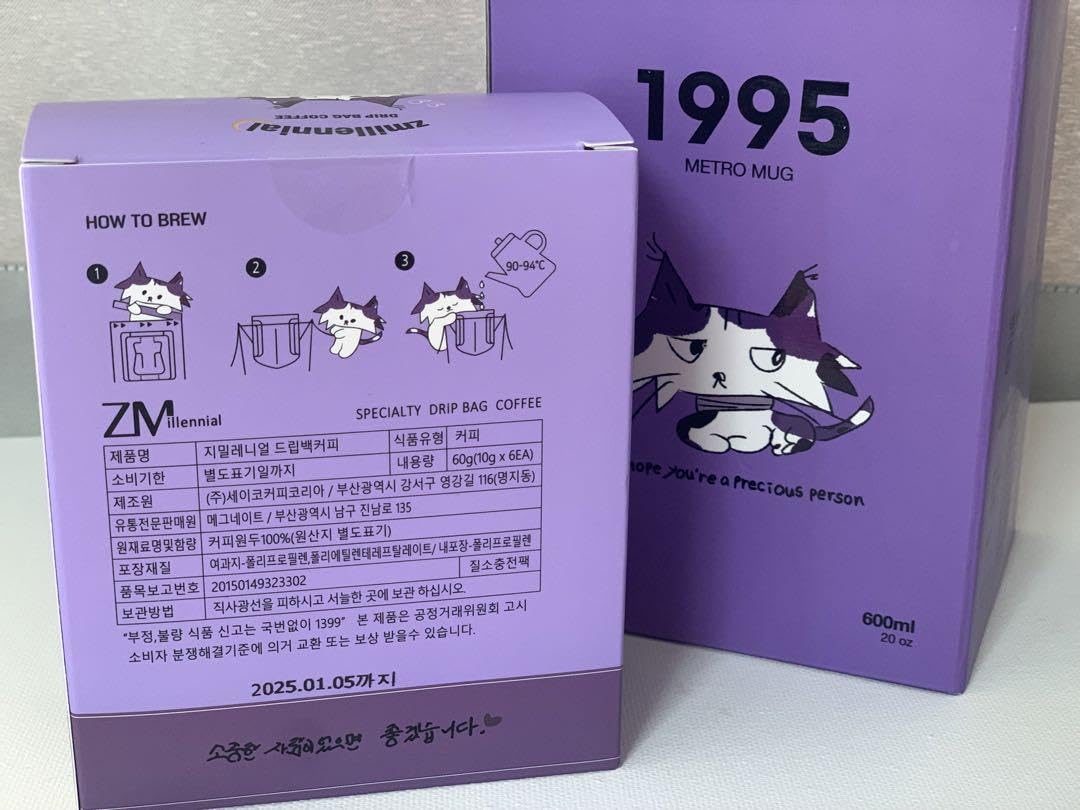 zmillennial
DRIP BAG COFFEE
HOW TO BREW
1
2
3
90-94℃
ZMillennial
SPECIALTY DRIP BAG COFFEE
제품명 지밀레니얼 드립백커피 식품유형 커피
소비기한 별도표기일까지 내용량 60g(10g x 6EA)
제조원 (주)세이코커피코리아 / 부산광역시 강서구 영강길 116(명지동)
유통전문판매원 메그네이트 / 부산광역시 남구 진남로 135
원재료명및함량 커피원두100%(원산지 별도표기)
포장재질 여과지-폴리프로필렌,폴리에틸렌테레프탈레이트/ 내포장-폴리프로필렌
품목보고번호 20150149323302 질소충전팩
보관방법 직사광선을 피하시고 서늘한 곳에 보관 하십시오.
"부정,불량 식품 신고는 국번없이 1399" 본 제품은 공정거래위원회 고시
소비자 분쟁해결기준에 의거 교환 또는 보상 받을수 있습니다.
2025.01.05까지
소중한 좋겠습니다.
1995
METRO MUG
hope you're a precious person
600ml
20 oz